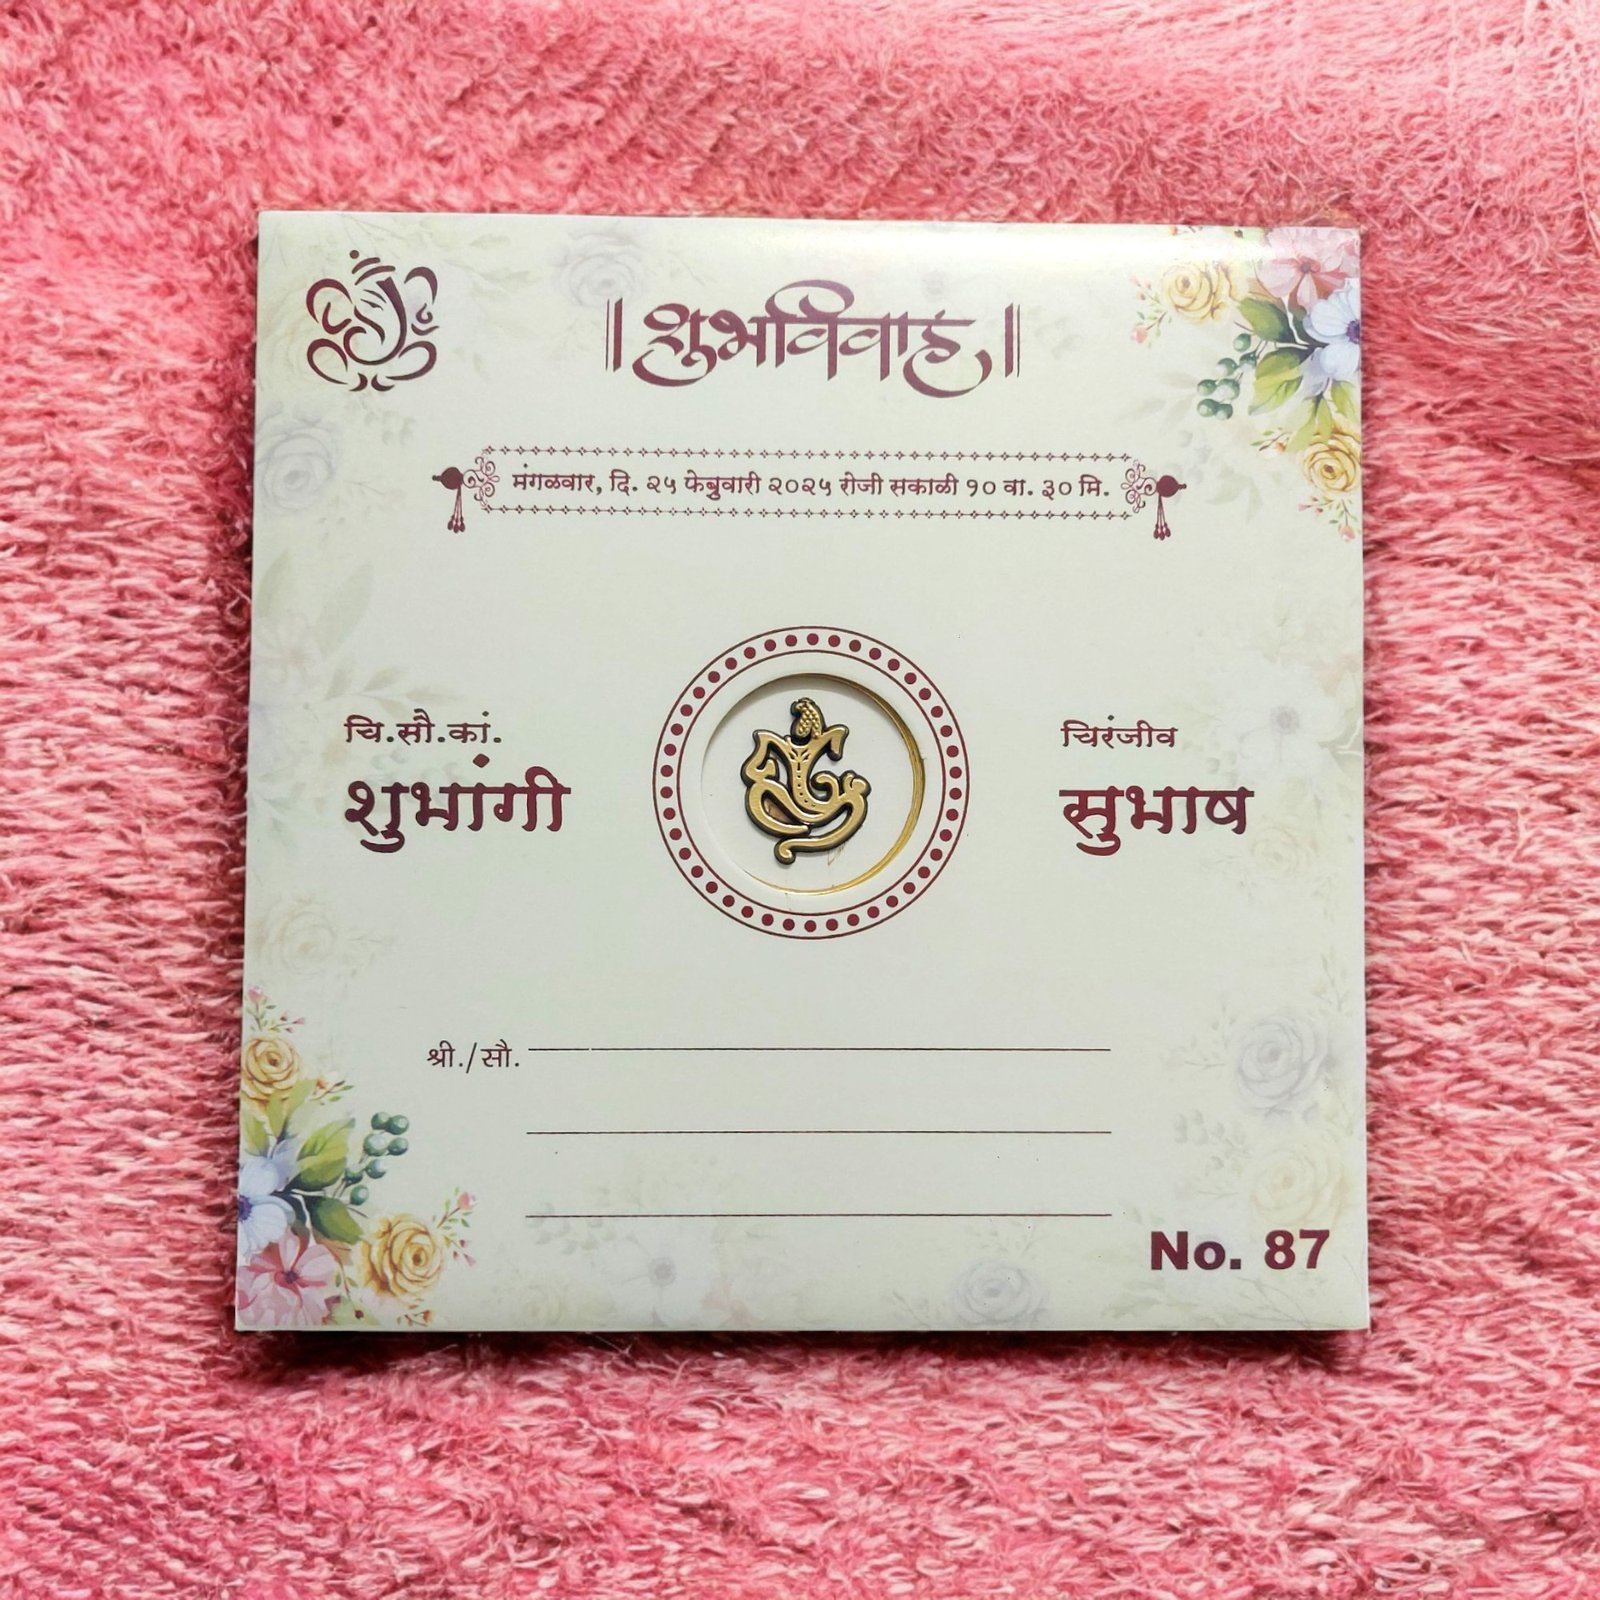 ॥ शुभविवाह ॥
मंगळवार, दि. २५ फेब्रुवारी २०२५ रोजी सकाळी १० वा. ३० मि.
चि.सौ.कां.
शुभांगी
चिरंजीव
सुभाष
श्री./सौ.
No. 87